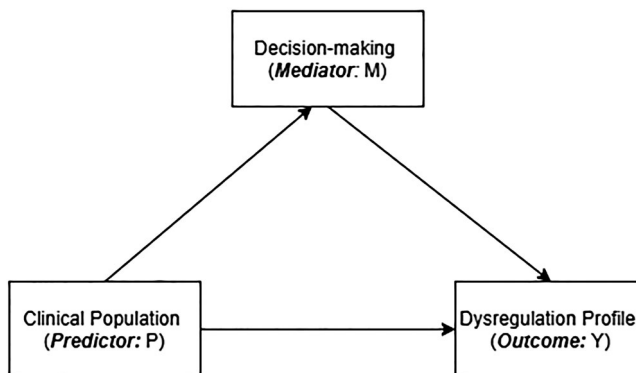 Decision-making
(Mediator: M)
Clinical Population
(Predictor: P)
Dysregulation Profile
(Outcome: Y)